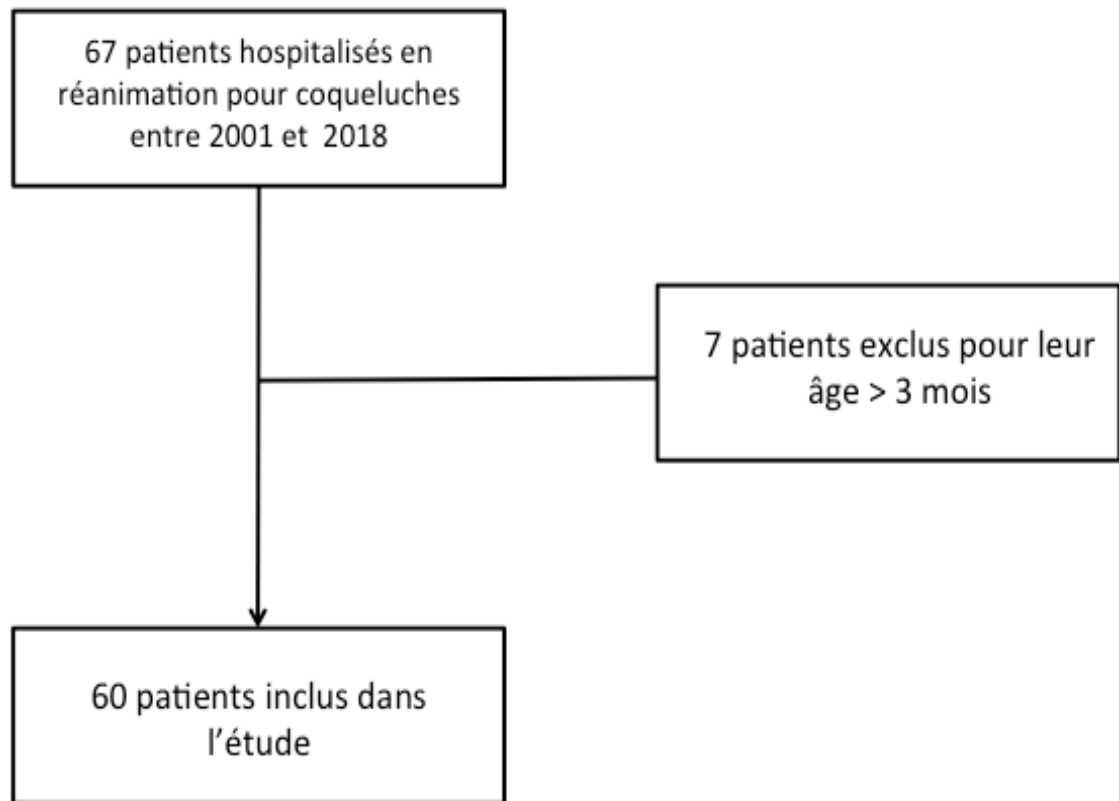 67 patients hospitalisés en
réanimation pour coqueluches
entre 2001 et  2018
7 patients exclus pour leur
âge > 3 mois
60 patients inclus dans
l’étude